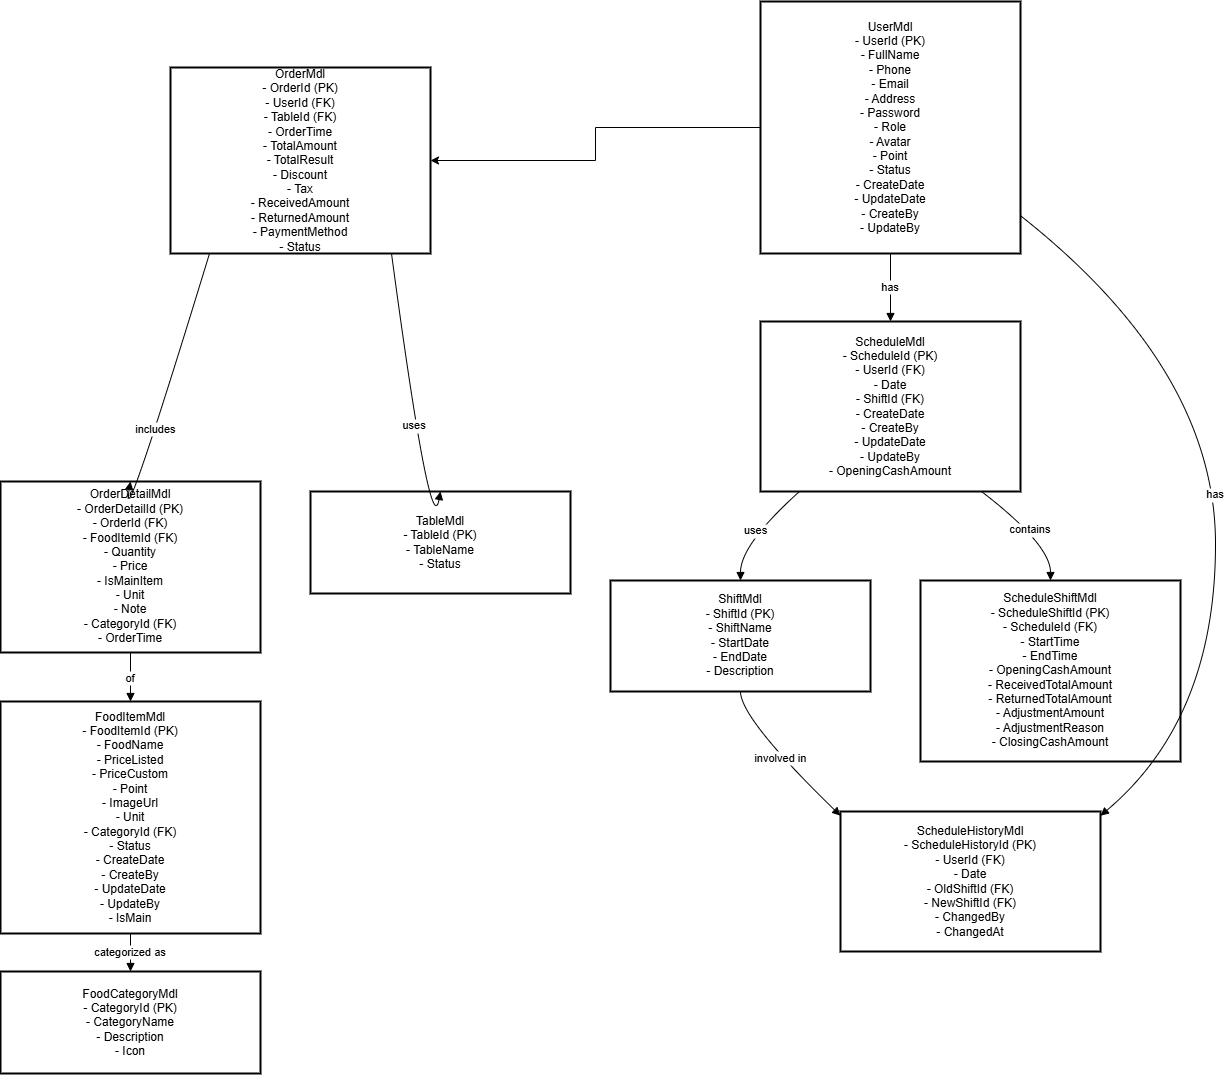 UserMdl
- UserId (PK)
- FullName
- Phone
- Email
- Address
- Password
- Role
- Avatar
- Point
- Status
- CreateDate
- UpdateDate
- CreateBy
- UpdateBy
OrderMdl
- OrderId (PK)
- UserId (FK)
- TableId (FK)
- OrderTime
- TotalAmount
- TotalResult
- Discount
- Tax
- ReceivedAmount
- ReturnedAmount
- PaymentMethod
- Status
has
ScheduleMdl
- ScheduleId (PK)
- UserId (FK)
- Date
- ShiftId (FK)
- CreateDate
- CreateBy
- UpdateDate
- UpdateBy
- OpeningCashAmount
includes
uses
has
OrderDetailMdl
- OrderDetailId (PK)
- OrderId (FK)
- FoodItemId (FK)
- Quantity
- Price
- IsMainItem
- Unit
- Note
- CategoryId (FK)
- OrderTime
TableMdl
- TableId (PK)
- TableName
- Status
uses
contains
ShiftMdl
- ShiftId (PK)
- ShiftName
- StartDate
- EndDate
- Description
ScheduleShiftMdl
- ScheduleShiftId (PK)
- ScheduleId (FK)
- StartTime
- EndTime
- OpeningCashAmount
- ReceivedTotalAmount
- ReturnedTotalAmount
- AdjustmentAmount
- AdjustmentReason
- ClosingCashAmount
of
FoodItemMdl
- FoodItemId (PK)
- FoodName
- PriceListed
- PriceCustom
- Point
- ImageUrl
- Unit
- CategoryId (FK)
- Status
- CreateDate
- CreateBy
- UpdateDate
- UpdateBy
- IsMain
involved in
ScheduleHistoryMdl
- ScheduleHistoryId (PK)
- UserId (FK)
- Date
- OldShiftId (FK)
- NewShiftId (FK)
- ChangedBy
- ChangedAt
categorized as
FoodCategoryMdl
- CategoryId (PK)
- CategoryName
- Description
- Icon